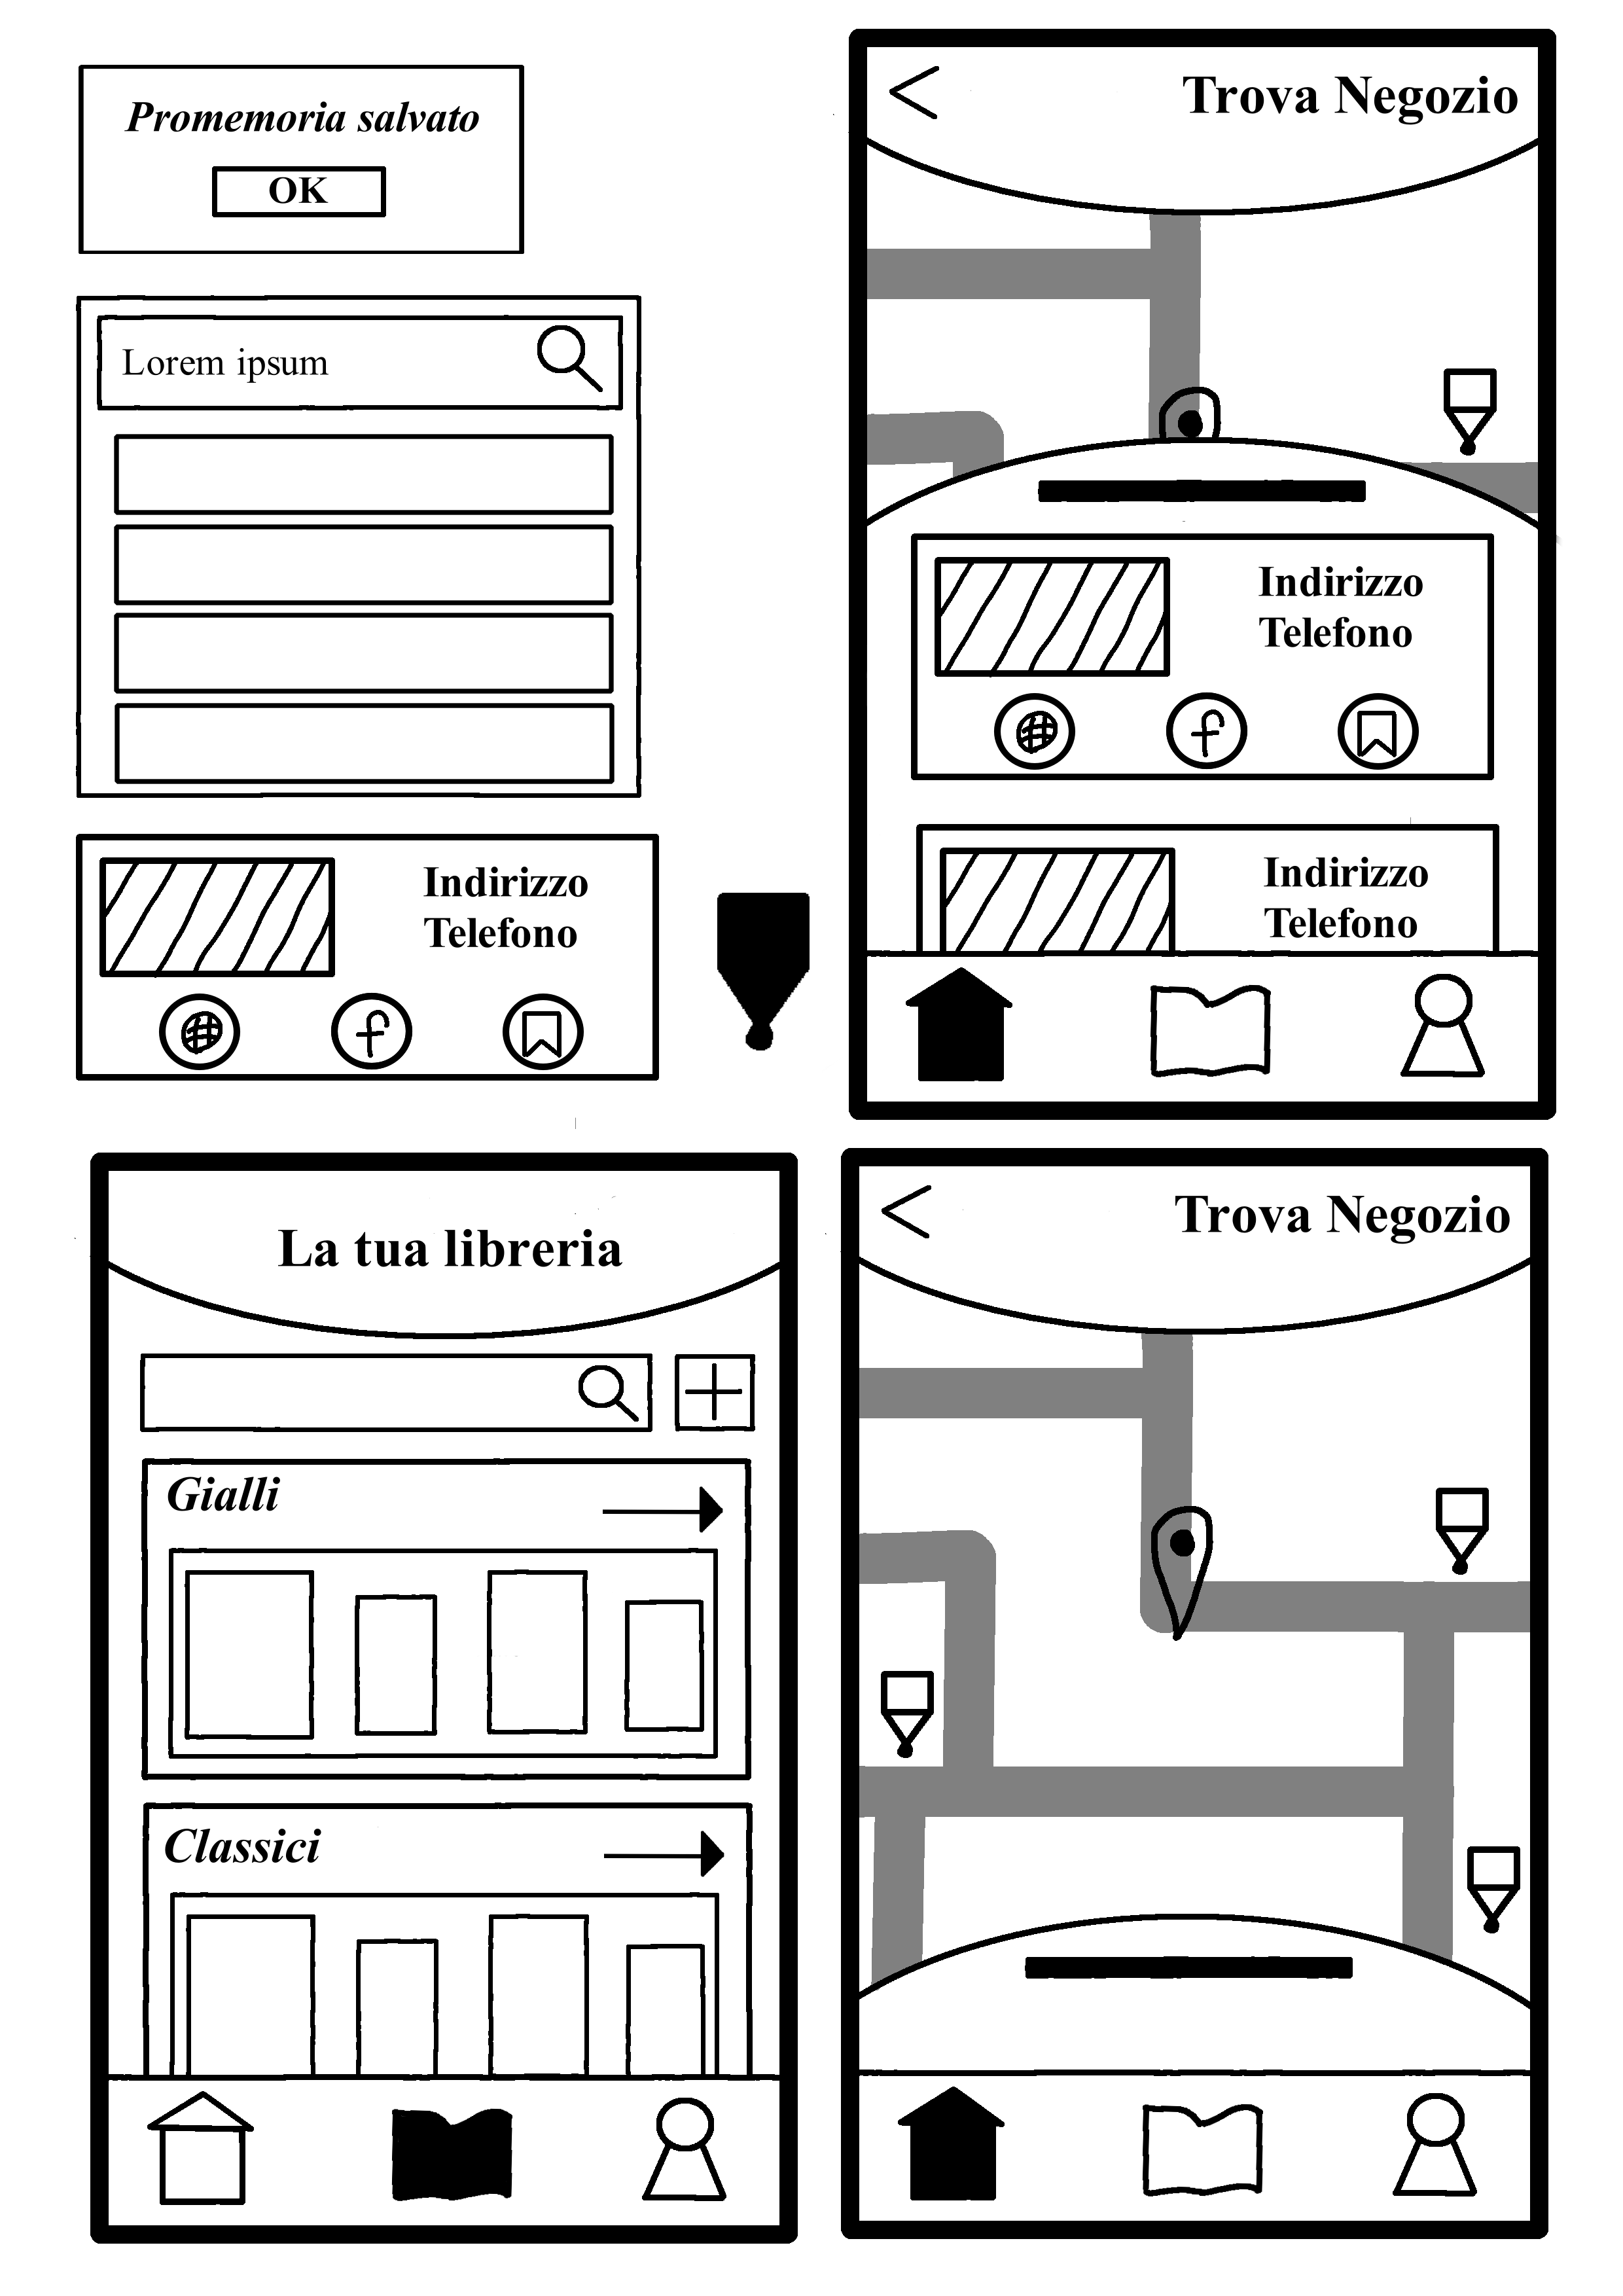 Promemoria salvato
OK
Lorem ipsum
Indirizzo
Telefono
f
Trova Negozio
Indirizzo
Telefono
f
Indirizzo
Telefono
La tua libreria
Gialli
Classici
Trova Negozio